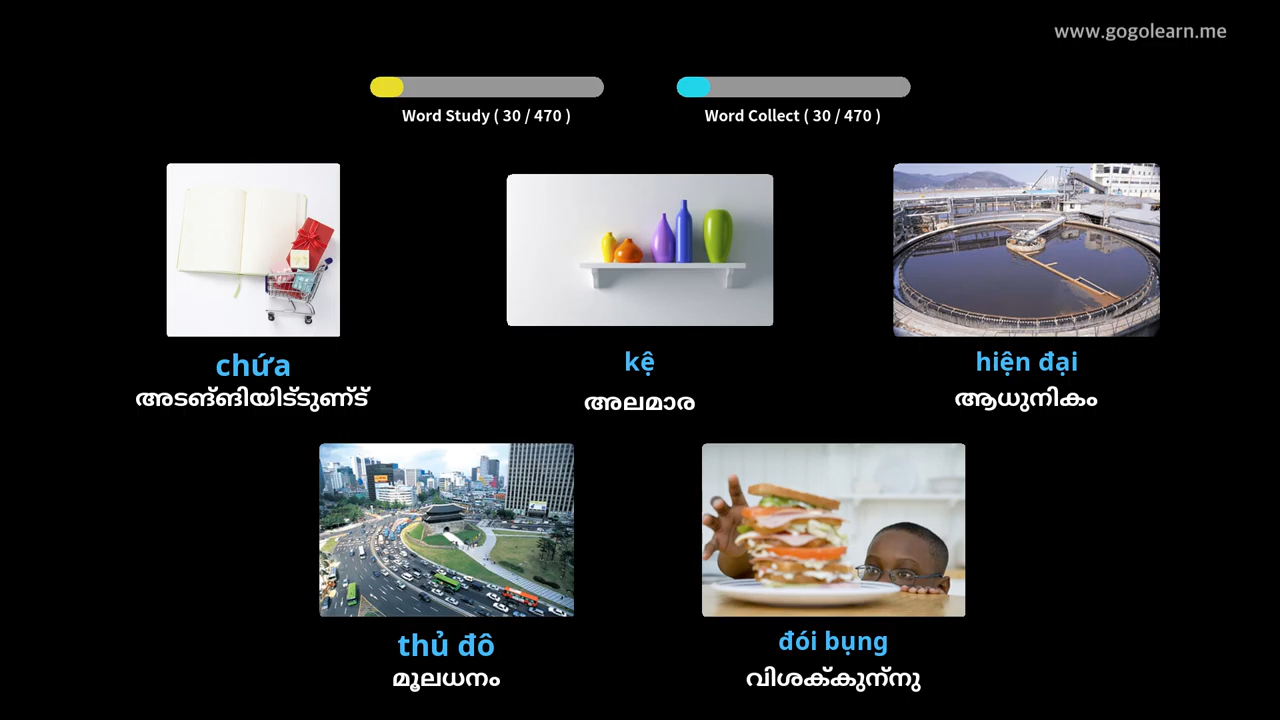 www.gogolearn.me
Word Study ( 30 / 470 )
Word Collect ( 30 / 470 )
chứa
അടങ്ങിയിട്ടുണ്ട്
kệ
അലമാര
hiện đại
ആധുനികം
thủ đô
മൂലധനം
đói bụng
വിശക്കുന്നു